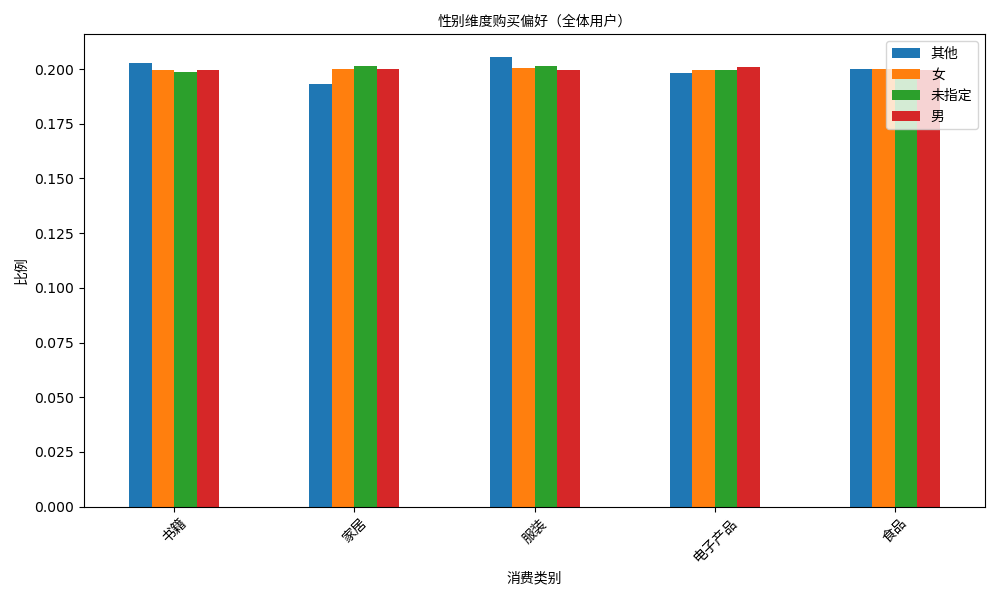 性别维度购买偏好（全体用户）
其他
女
未指定
男
比例
0.200
0.175
0.150
0.125
0.100
0.075
0.050
0.025
0.000
书籍
家居
服装
电子产品
食品
消费类别